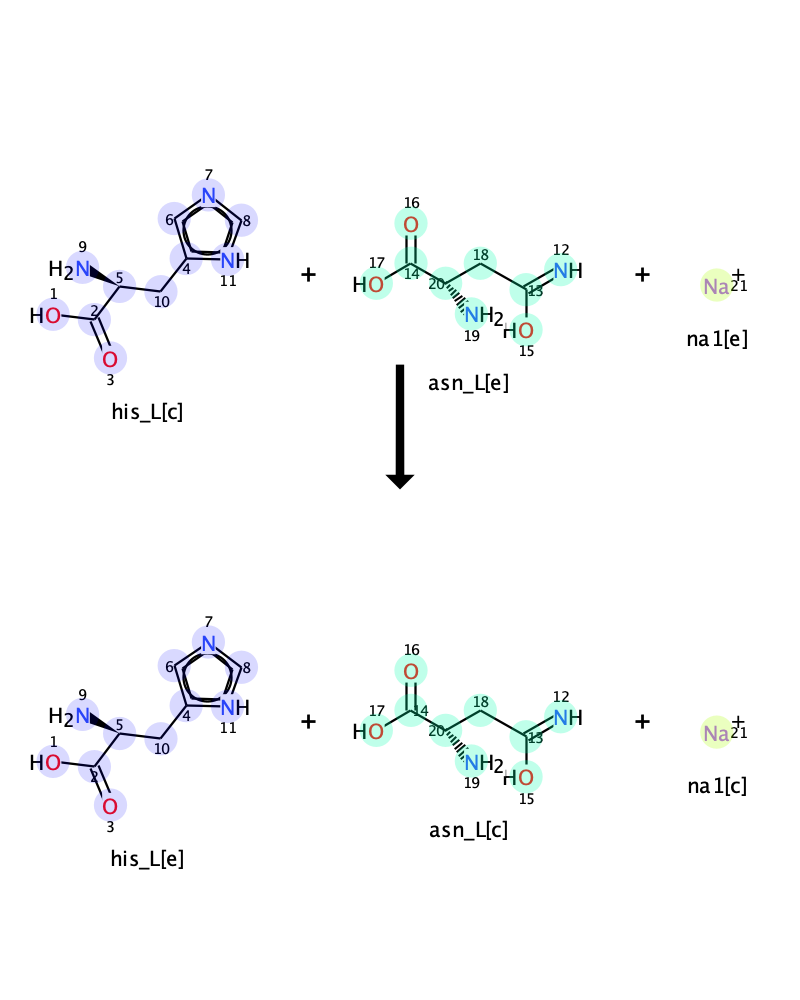 7
N
6
8
NH
11
4
9
H₂N
5
10
1
HO
2
O
3
his_L[c]
+
16
O
17
HO
14
18
12
NH
20
13
NH₂
19
HO
15
asn_L[e]
+
Na
+
21
na1[e]
7
N
6
8
NH
11
4
9
H₂N
5
10
1
HO
2
O
3
his_L[e]
+
16
O
17
HO
14
18
12
NH
20
13
NH₂
19
HO
15
asn_L[c]
+
Na
+
21
na1[c]